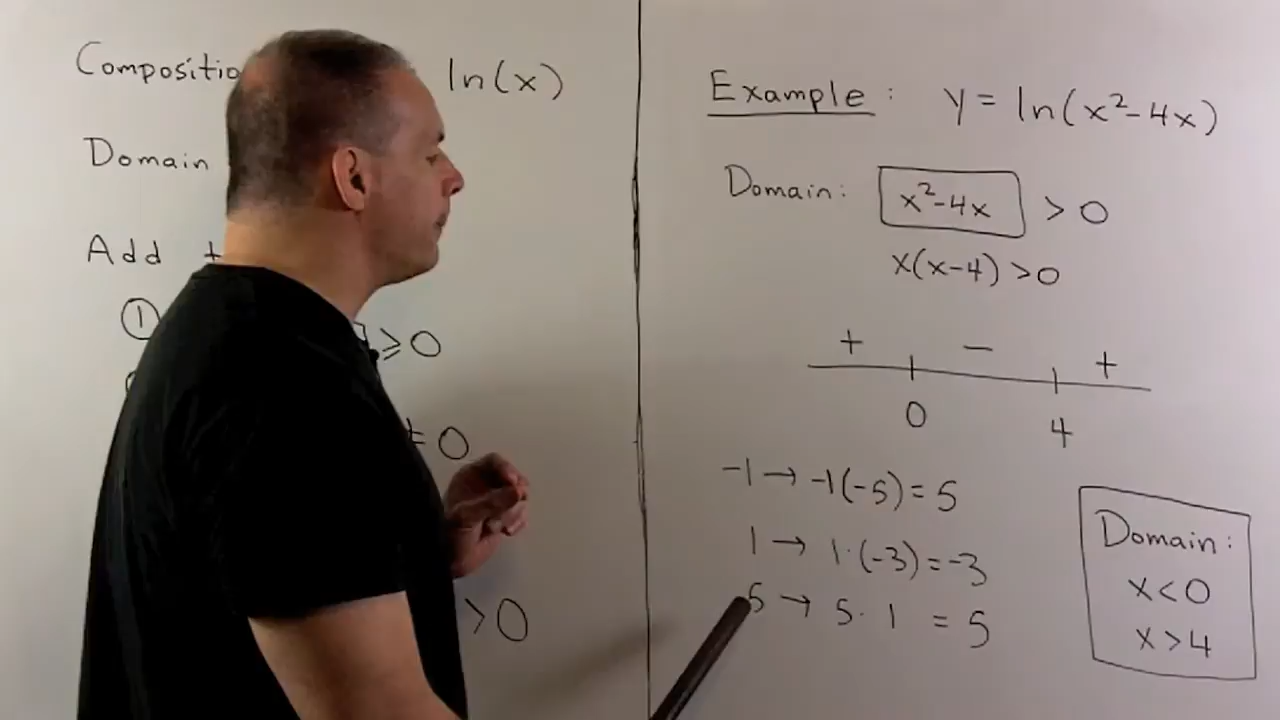 ln(x)
Domain
Add
①
≥0
≠0
>0
Example: y = ln(x²-4x)
Domain: x²-4x > 0
x(x-4) > 0
+ − +
0 4
-1 → -1(-5) = 5
1 → 1·(-3) = -3
5 → 5·1 = 5
Domain:
x<0
x>4